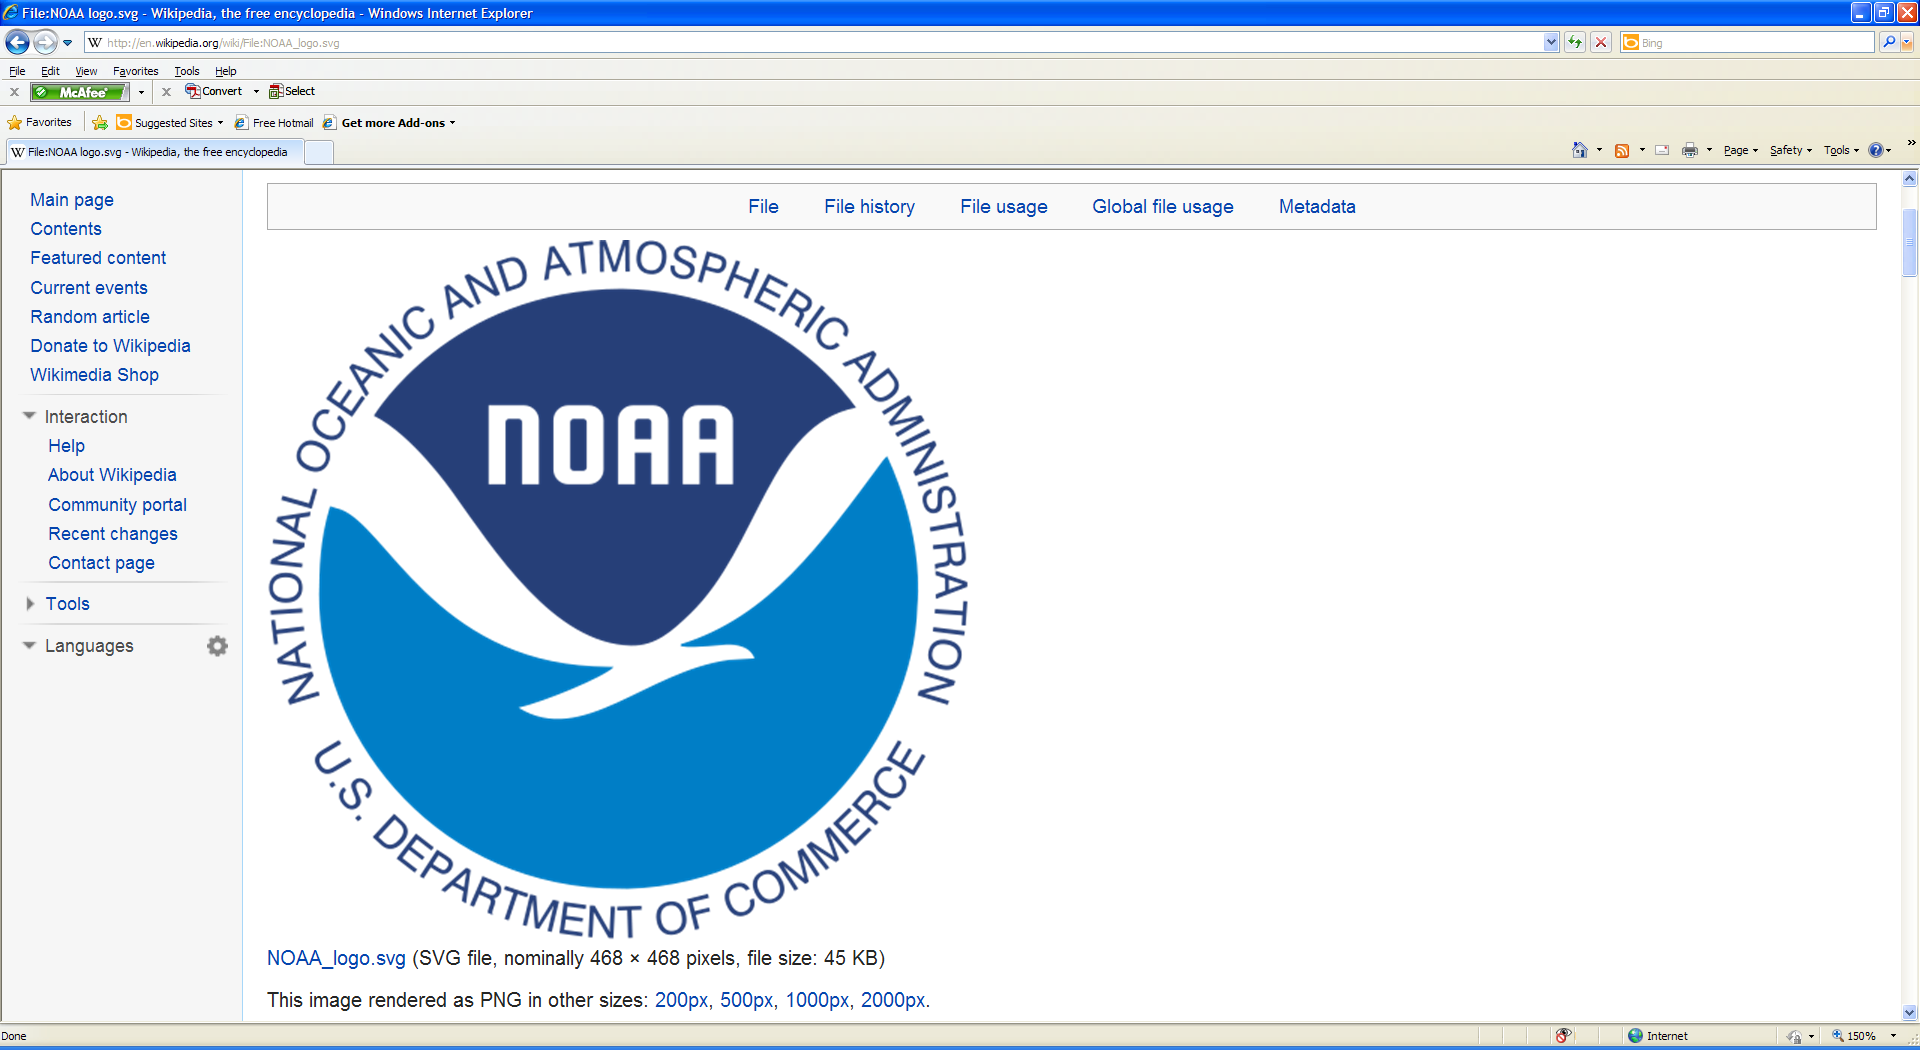 File:NOAA logo.svg - Wikipedia, the free encyclopedia - Windows Internet Explorer
http://en.wikipedia.org/wiki/File:NOAA_logo.svg
Bing
File Edit View Favorites Tools Help
McAfee Convert Select
Favorites Suggested Sites Free Hotmail Get more Add-ons
File:NOAA logo.svg - Wikipedia, the free encyclopedia
Page Safety Tools
Main page
Contents
Featured content
Current events
Random article
Donate to Wikipedia
Wikimedia Shop
Interaction
Help
About Wikipedia
Community portal
Recent changes
Contact page
Tools
Languages
File File history File usage Global file usage Metadata
NATIONAL OCEANIC AND ATMOSPHERIC ADMINISTRATION
NOAA
U.S. DEPARTMENT OF COMMERCE
NOAA_logo.svg (SVG file, nominally 468 × 468 pixels, file size: 45 KB)
This image rendered as PNG in other sizes: 200px, 500px, 1000px, 2000px.
Done
Internet
150%